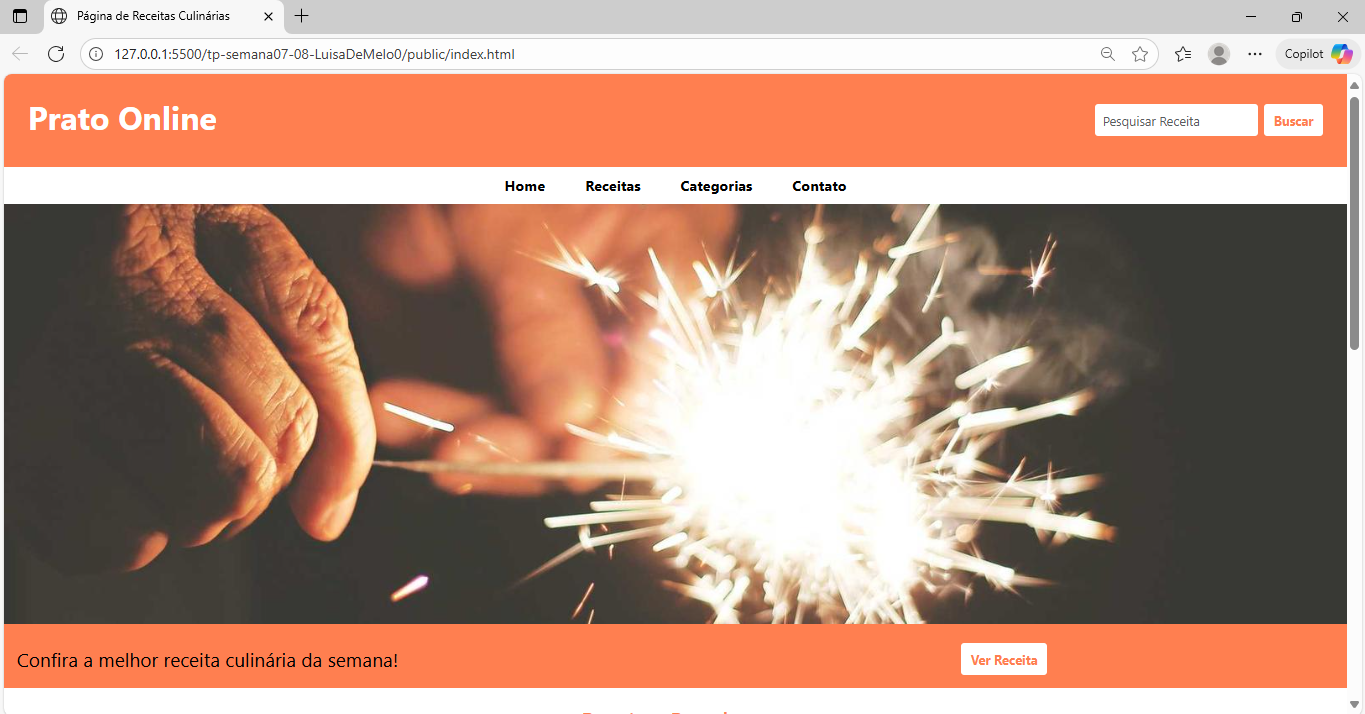 Página de Receitas Culinárias
127.0.0.1:5500/tp-semana07-08-LuisaDeMelo0/public/index.html
Copilot
Prato Online
Pesquisar Receita
Buscar
Home Receitas Categorias Contato
Confira a melhor receita culinária da semana!
Ver Receita